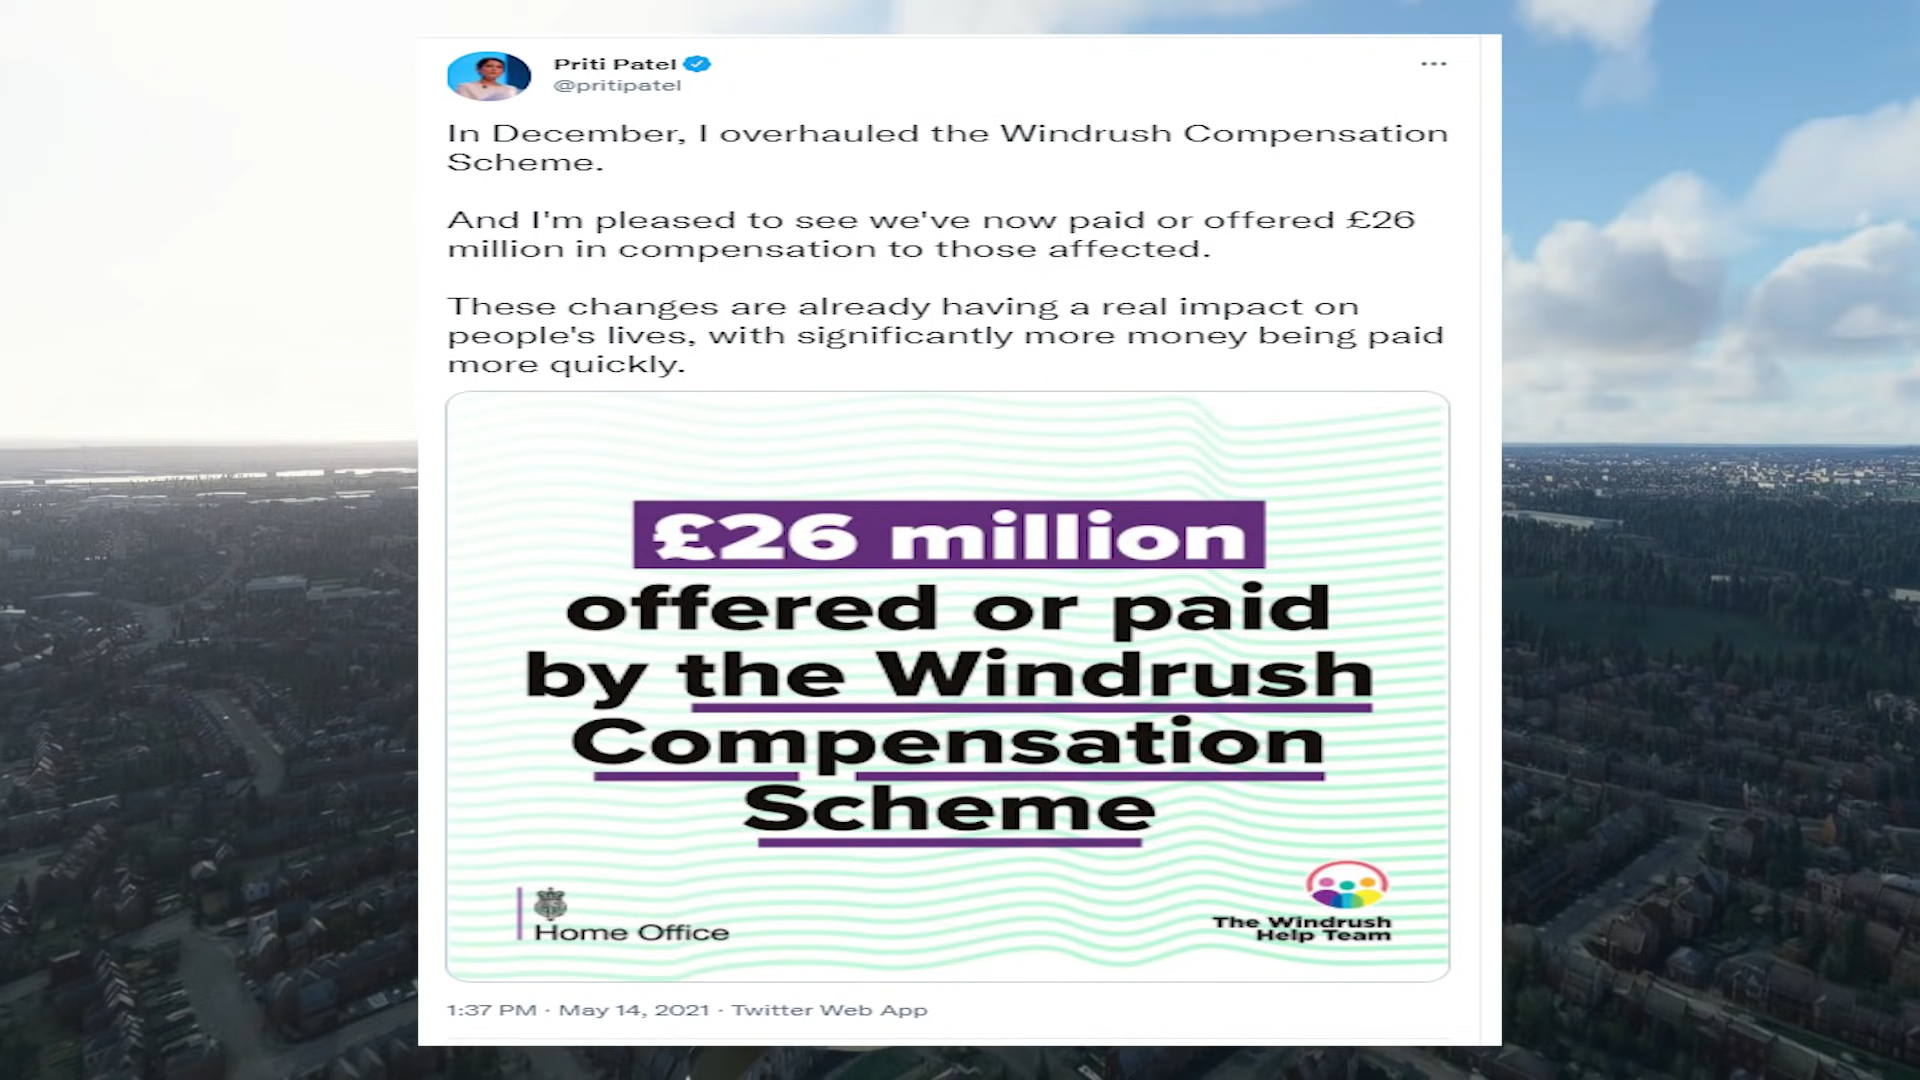 Priti Patel
@pritipatel
In December, I overhauled the Windrush Compensation
Scheme.
And I'm pleased to see we've now paid or offered £26
million in compensation to those affected.
These changes are already having a real impact on
people's lives, with significantly more money being paid
more quickly.
£26 million
offered or paid
by the Windrush
Compensation
Scheme
Home Office
The Windrush
Help Team
1:37 PM · May 14, 2021 · Twitter Web App